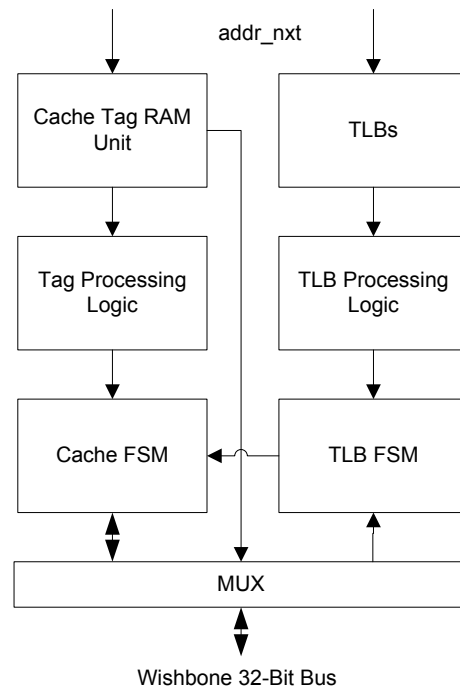 addr_nxt
Cache Tag RAM
Unit
TLBs
Tag Processing
Logic
TLB Processing
Logic
Cache FSM
TLB FSM
MUX
Wishbone 32-Bit Bus